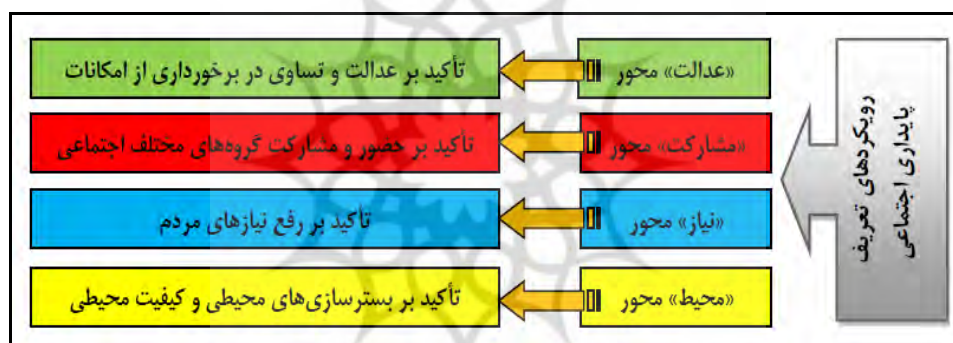 رویکردهای تعریف
پایداری اجتماعی
«عدالت» محور
تأکید بر عدالت و تساوی در برخورداری از امکانات
«مشارکت» محور
تأکید بر حضور و مشارکت گروه‌های مختلف اجتماعی
«نیاز» محور
تأکید بر رفع نیازهای مردم
«محیط» محور
تأکید بر بسترسازی‌های محیطی و کیفیت محیطی